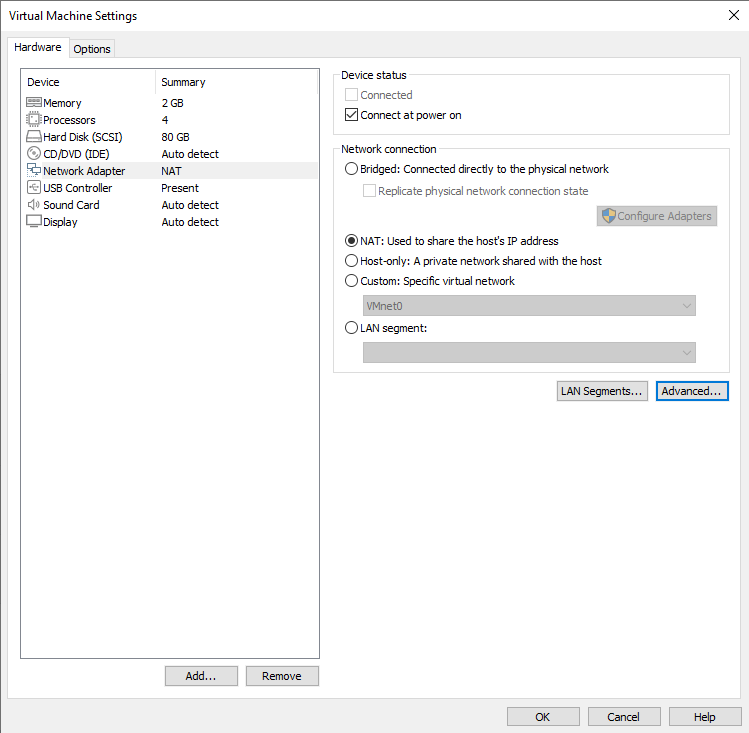 Virtual Machine Settings
Hardware
Options
Device Summary
Memory 2 GB
Processors 4
Hard Disk (SCSI) 80 GB
CD/DVD (IDE) Auto detect
Network Adapter NAT
USB Controller Present
Sound Card Auto detect
Display Auto detect
Add...
Remove
Device status
Connected
Connect at power on
Network connection
Bridged: Connected directly to the physical network
Replicate physical network connection state
Configure Adapters
NAT: Used to share the host's IP address
Host-only: A private network shared with the host
Custom: Specific virtual network
VMnet0
LAN segment:
LAN Segments...
Advanced...
OK
Cancel
Help